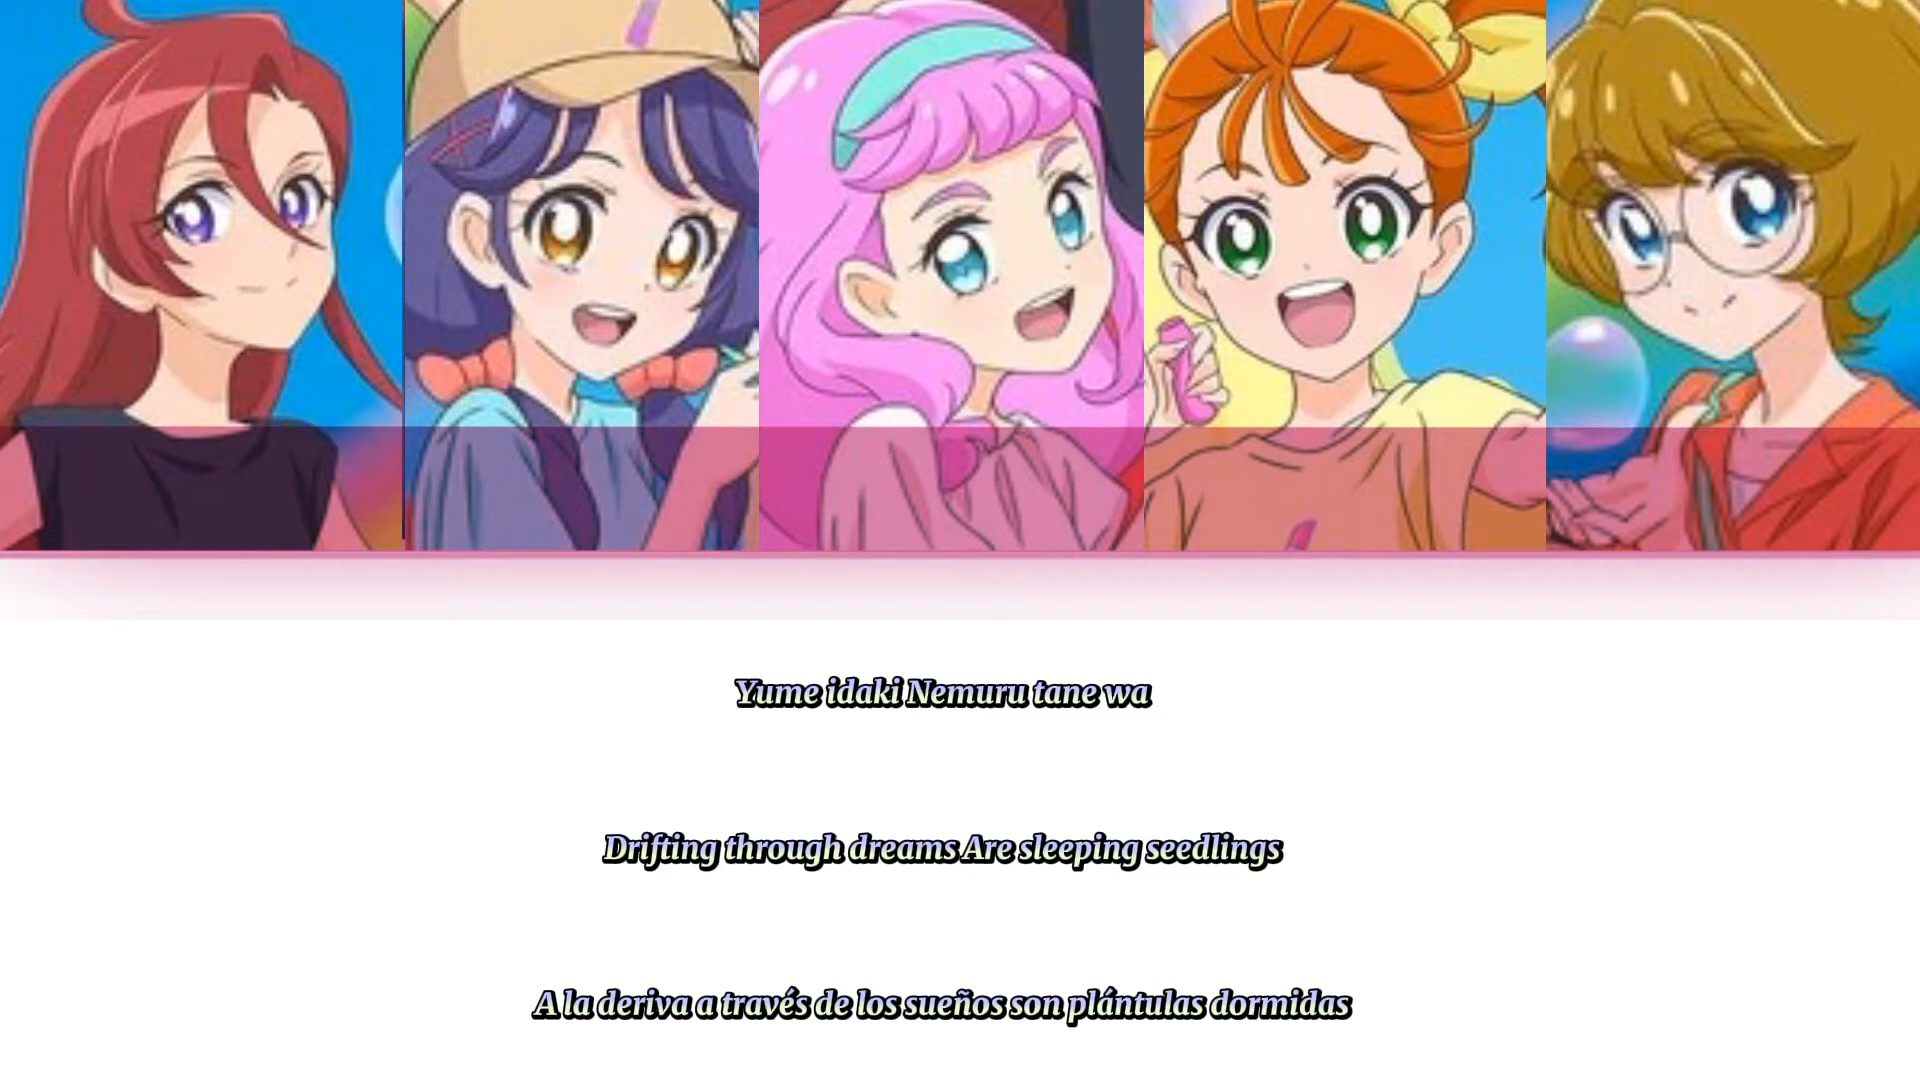 Yume idaki Nemuru tane wa
Drifting through dreams Are sleeping seedlings
A la deriva a través de los sueños son plántulas dormidas